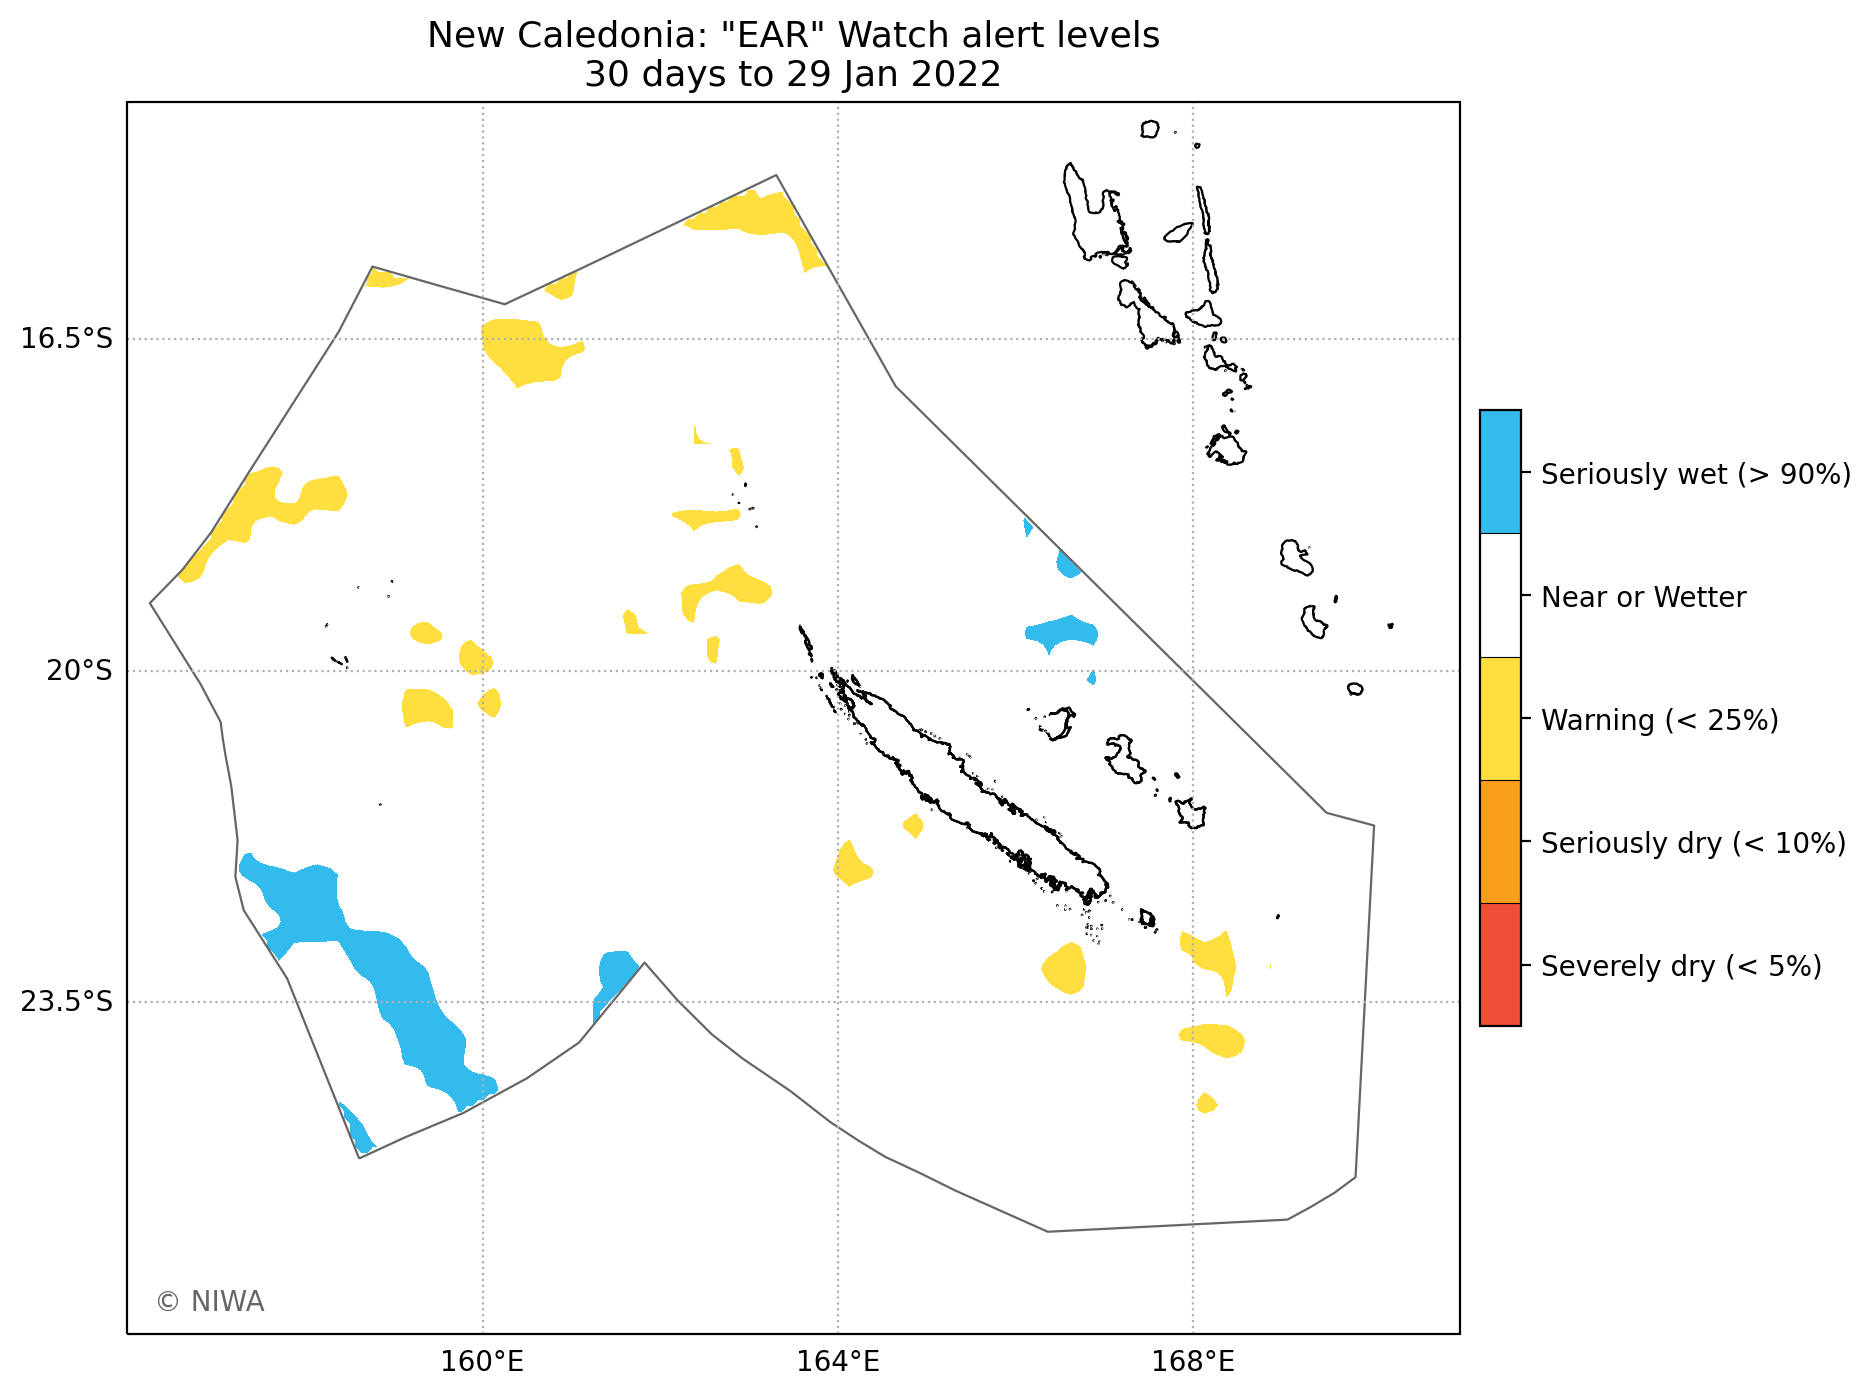 New Caledonia: "EAR" Watch alert levels
30 days to 29 Jan 2022
16.5°S
20°S
23.5°S
160°E
164°E
168°E
Seriously wet (> 90%)
Near or Wetter
Warning (< 25%)
Seriously dry (< 10%)
Severely dry (< 5%)
© NIWA